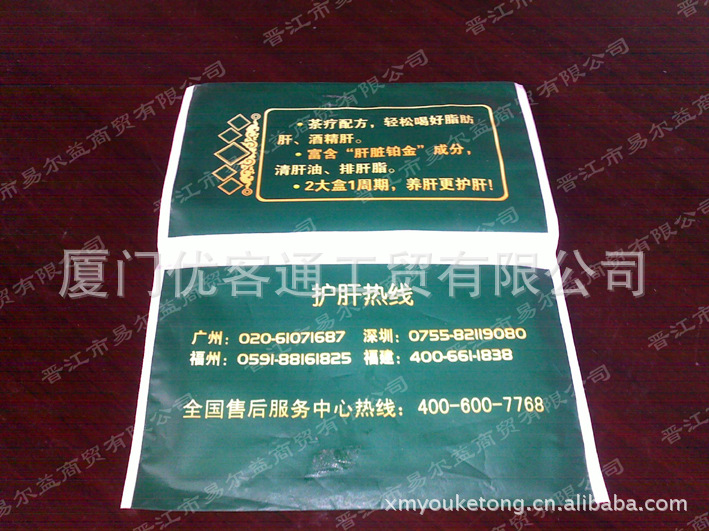 • 茶疗配方，轻松喝好脂肪
肝、酒精肝。
• 富含“肝脏铂金”成分，
清肝油、排肝脂。
• 2大盒1周期，养肝更护肝！
厦门优客通工贸有限公司
护肝热线
广州：020-61071687 深圳：0755-82119080
福州：0591-88161825 福建：400-661-1838
全国售后服务中心热线：400-600-7768
xmyouketong.cn.alibaba.com
晋江市易尔益商贸有限公司